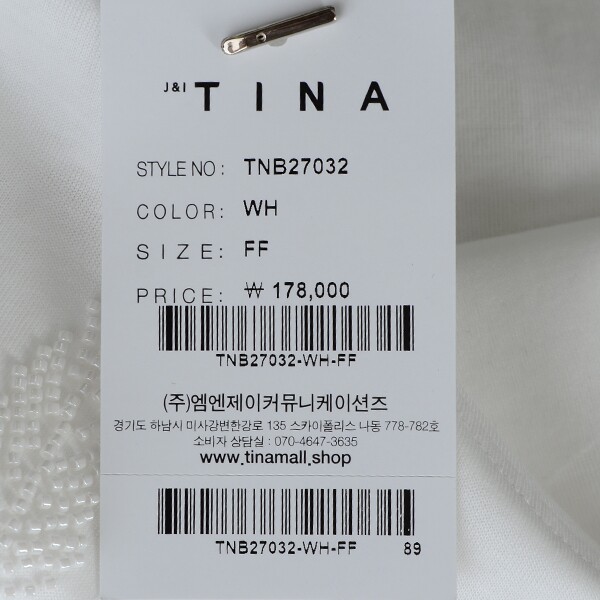 J&I TINA
STYLE NO: TNB27032
COLOR: WH
SIZE: FF
PRICE: ₩ 178,000
TNB27032-WH-FF
(주)엠엔제이커뮤니케이션즈
경기도 하남시 미사강변한강로 135 스카이폴리스 나동 778-782호
소비자 상담실 : 070-4647-3635
www.tinamall.shop
TNB27032-WH-FF 89